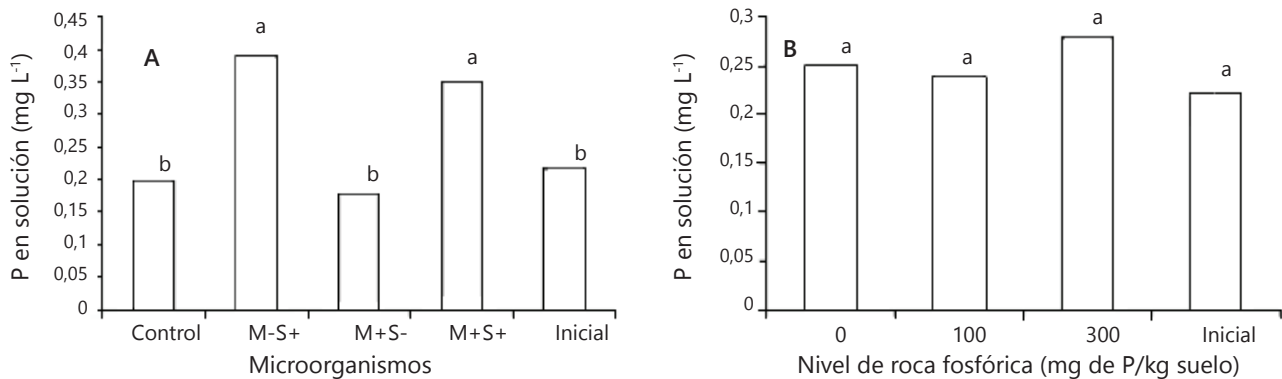 A
P en solución (mg L-1)
0,45
0,4
0,35
0,3
0,25
0,2
0,15
0,1
0,05
0
b
a
b
a
b
Control
M-S+
M+S-
M+S+
Inicial
Microorganismos
B
P en solución (mg L-1)
0,3
0,25
0,2
0,15
0,1
0,05
0
a
a
a
a
0
100
300
Inicial
Nivel de roca fosfórica (mg de P/kg suelo)